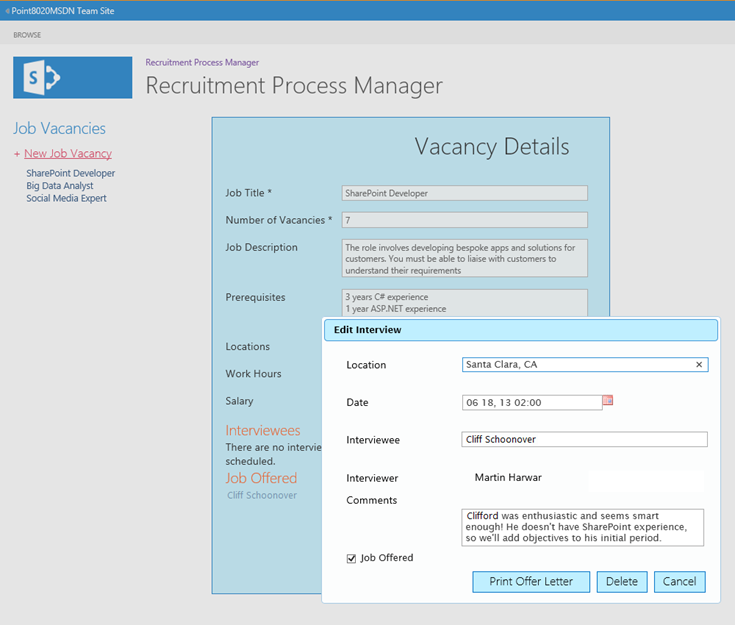 Point8020MSDN Team Site
BROWSE
S
Recruitment Process Manager
Recruitment Process Manager
Job Vacancies
+ New Job Vacancy
SharePoint Developer
Big Data Analyst
Social Media Expert
Vacancy Details
Job Title * SharePoint Developer
Number of Vacancies * 7
Job Description The role involves developing bespoke apps and solutions for
customers. You must be able to liaise with customers to
understand their requirements
Prerequisites 3 years C# experience
1 year ASP.NET experience
Locations
Work Hours
Salary
Interviewees
There are no intervie
scheduled.
Job Offered
Cliff Schoonover
Edit Interview
Location Santa Clara, CA ×
Date 06 18, 13 02:00
Interviewee Cliff Schoonover
Interviewer Martin Harwar
Comments
Clifford was enthusiastic and seems smart
enough! He doesn't have SharePoint experience,
so we'll add objectives to his initial period.
Job Offered
Print Offer Letter Delete Cancel